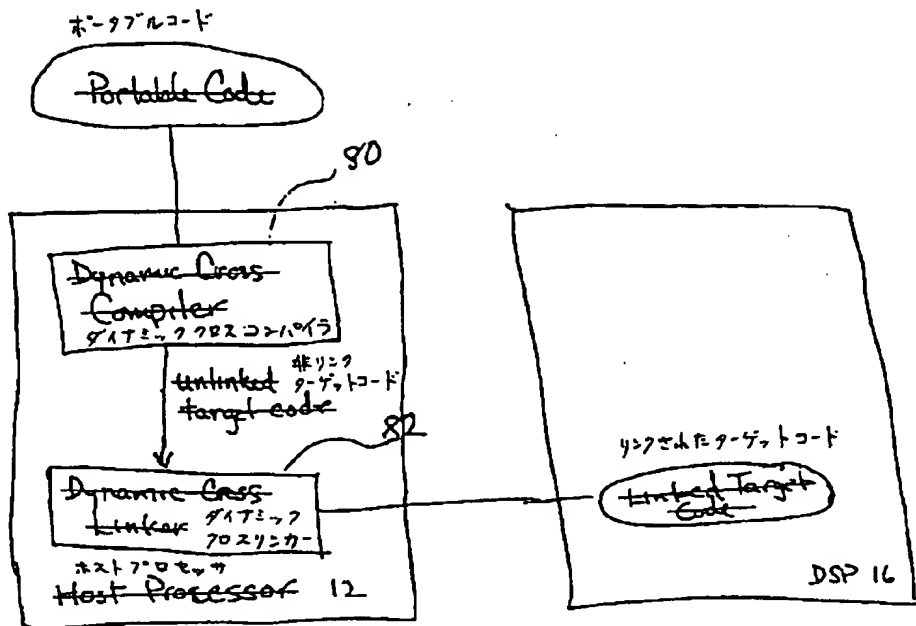 ポータブルコード
Portable Code
80
Dynamic Cross
Compiler
ダイナミッククロスコンパイラ
unlinked 非リンク
ターゲットコード
target code
82
Dynamic Cross
Linker ダイナミック
クロスリンカー
ホストプロセッサ
Host Processor 12
リンクされたターゲットコード
Linked Target
Code
DSP 16